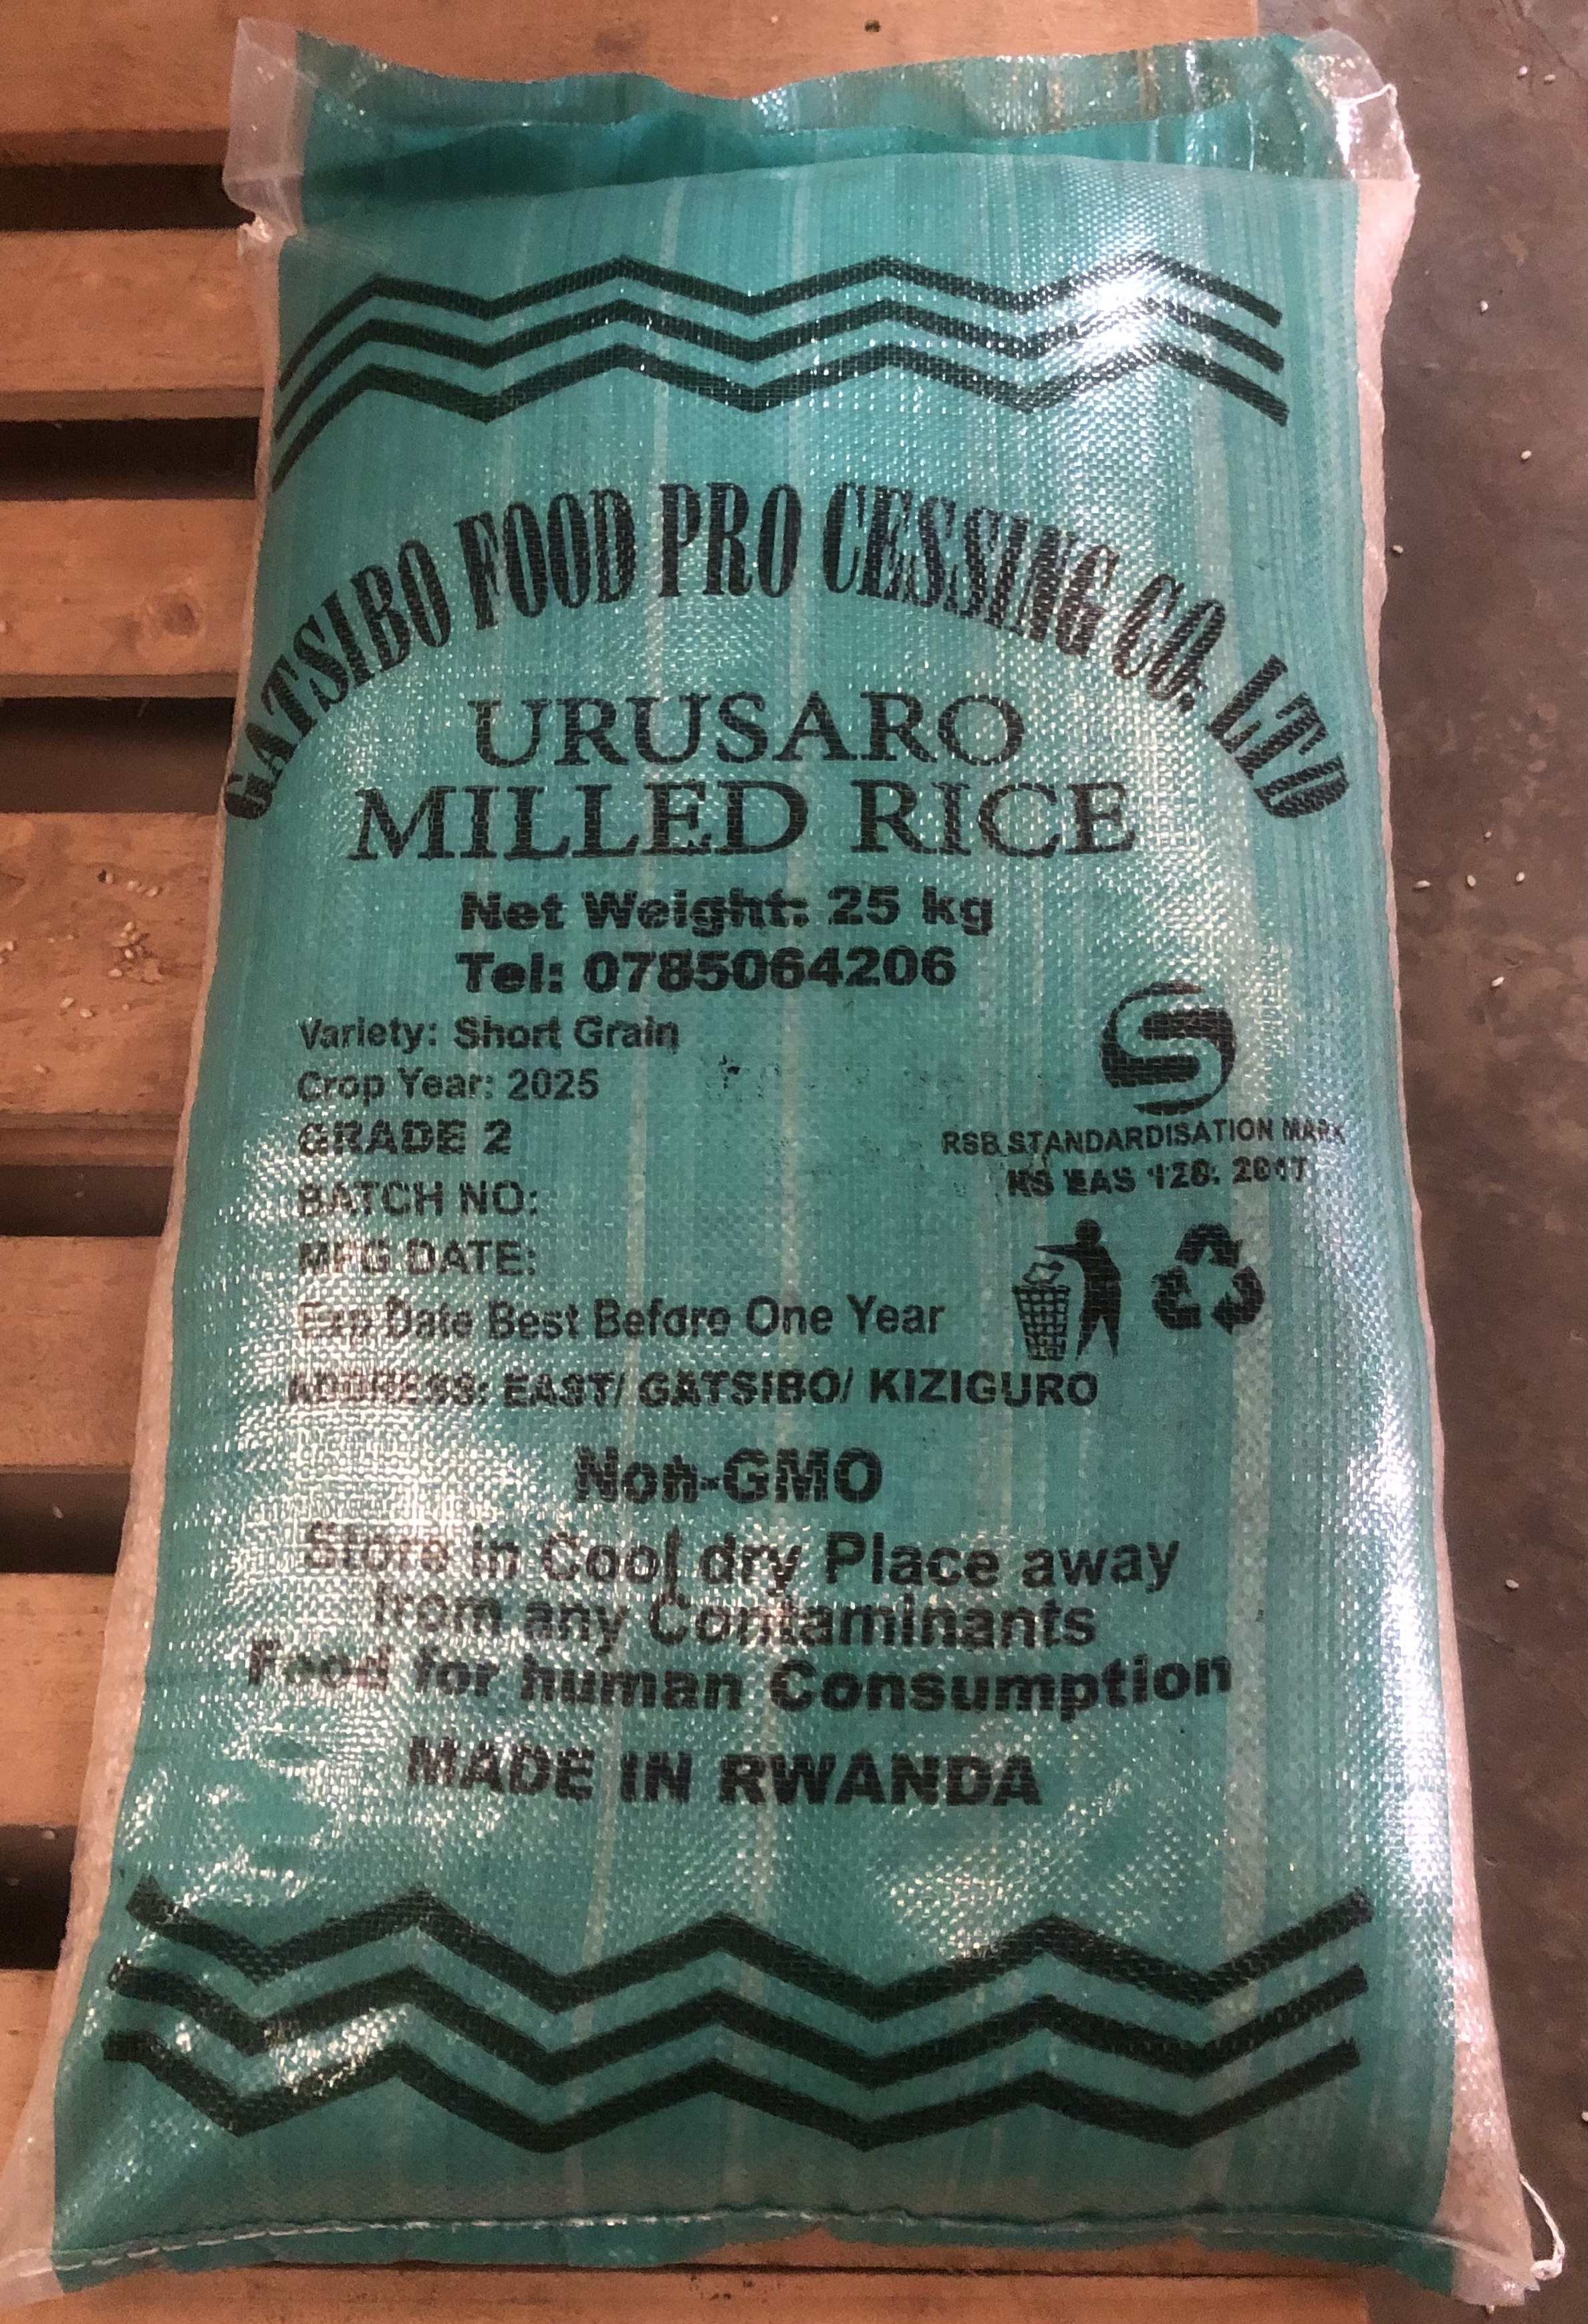 GATSIBO FOOD PRO CESSING CO. LTD
URUSARO
MILLED RICE
Net Weight: 25 kg
Tel: 0785064206
Variety: Short Grain
Crop Year: 2025
GRADE 2
BATCH NO:
MFG DATE:
Exp Date Best Before One Year
RSB STANDARDISATION MARK
RS EAS 128: 2017
ADDRESS: EAST/ GATSIBO/ KIZIGURO
Non-GMO
Store in Cool dry Place away
from any Contaminants
Food for human Consumption
MADE IN RWANDA